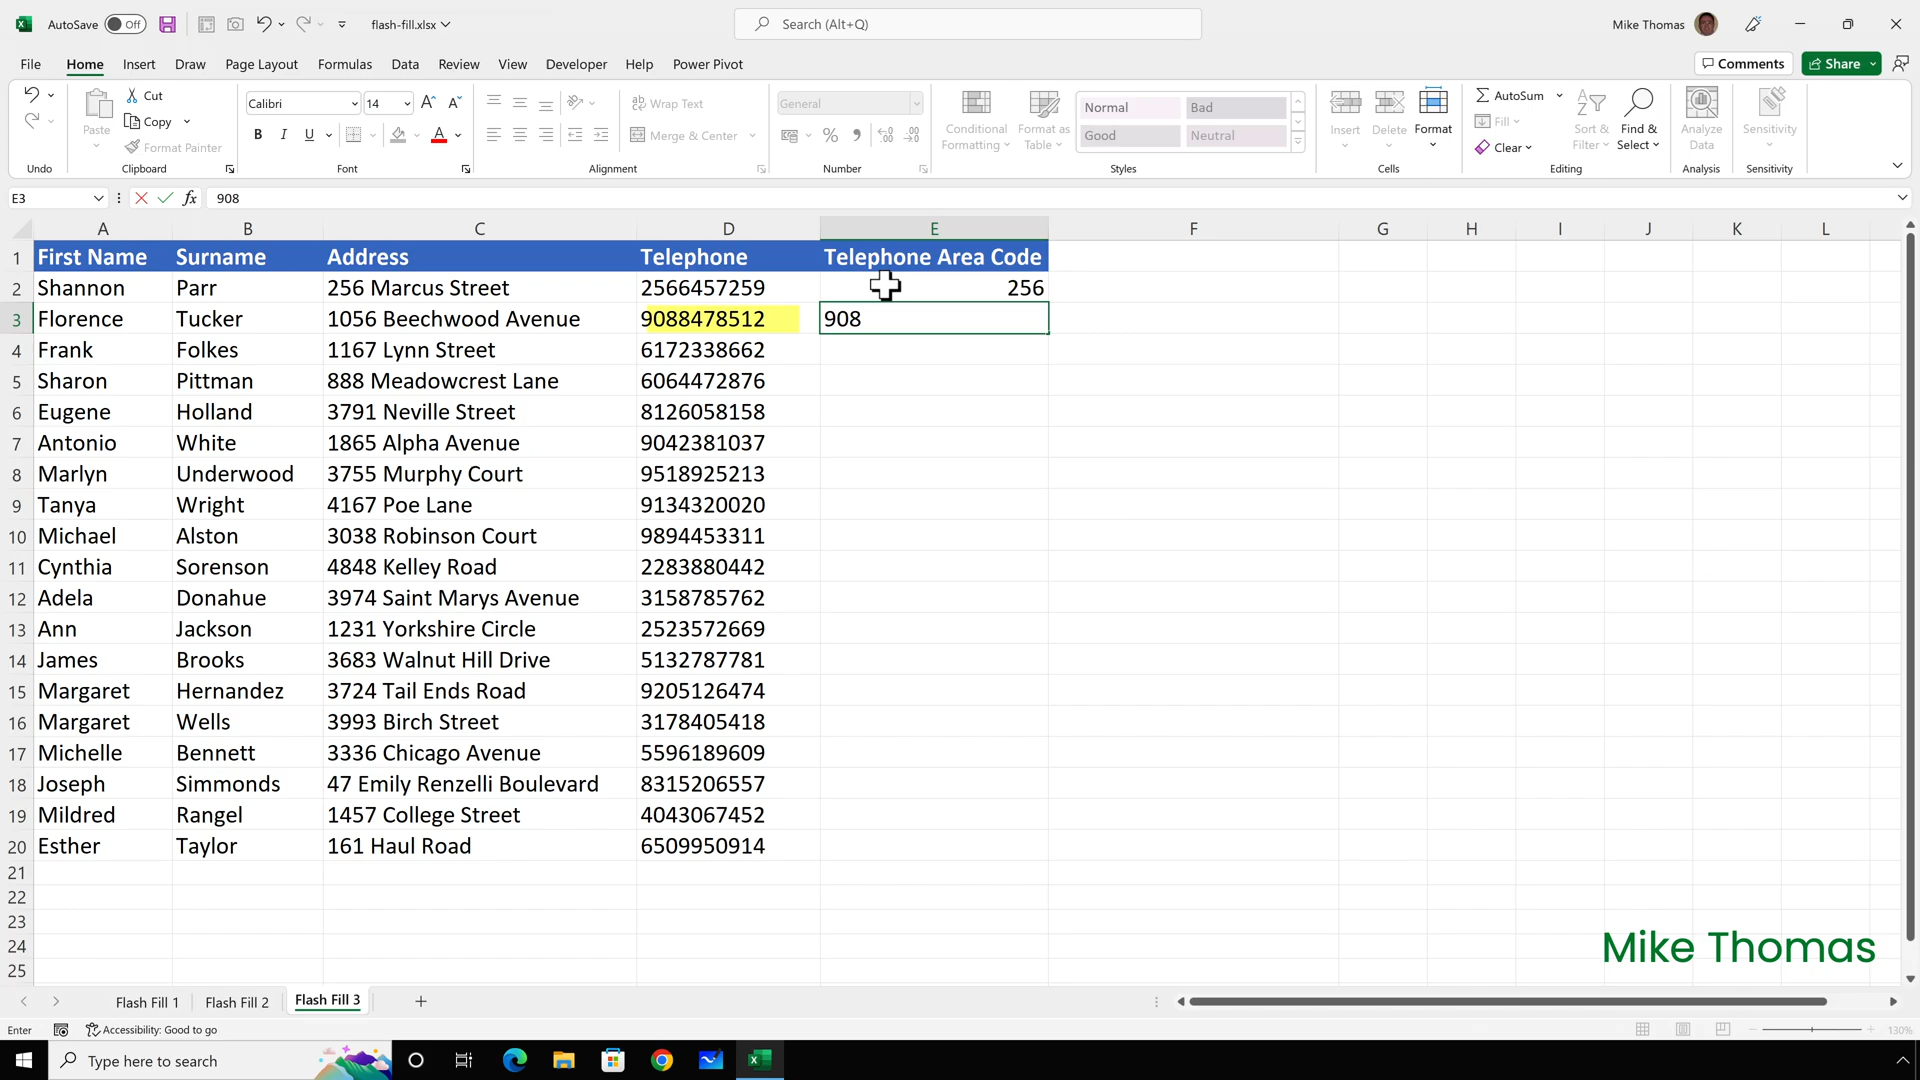 AutoSave Off flash-fill.xlsx Search (Alt+Q) Mike Thomas
File Home Insert Draw Page Layout Formulas Data Review View Developer Help Power Pivot Comments Share
Cut Calibri 14 Wrap Text General Normal Bad AutoSum
Paste Copy B I U Merge & Center Conditional Formatting Format as Table Good Neutral Insert Delete Format Fill Sort & Filter Find & Select Analyze Data Sensitivity
Format Painter Clear
Undo Clipboard Font Alignment Number Styles Cells Editing Analysis Sensitivity
E3 fx 908
A B C D E F G H I J K L
1 First Name Surname Address Telephone Telephone Area Code
2 Shannon Parr 256 Marcus Street 2566457259 256
3 Florence Tucker 1056 Beechwood Avenue 9088478512 908
4 Frank Folkes 1167 Lynn Street 6172338662
5 Sharon Pittman 888 Meadowcrest Lane 6064472876
6 Eugene Holland 3791 Neville Street 8126058158
7 Antonio White 1865 Alpha Avenue 9042381037
8 Marlyn Underwood 3755 Murphy Court 9518925213
9 Tanya Wright 4167 Poe Lane 9134320020
10 Michael Alston 3038 Robinson Court 9894453311
11 Cynthia Sorenson 4848 Kelley Road 2283880442
12 Adela Donahue 3974 Saint Marys Avenue 3158785762
13 Ann Jackson 1231 Yorkshire Circle 2523572669
14 James Brooks 3683 Walnut Hill Drive 5132787781
15 Margaret Hernandez 3724 Tail Ends Road 9205126474
16 Margaret Wells 3993 Birch Street 3178405418
17 Michelle Bennett 3336 Chicago Avenue 5596189609
18 Joseph Simmonds 47 Emily Renzelli Boulevard 8315206557
19 Mildred Rangel 1457 College Street 4043067452
20 Esther Taylor 161 Haul Road 6509950914
21
22
23
24 Mike Thomas
25
Flash Fill 1 Flash Fill 2 Flash Fill 3
Enter Accessibility: Good to go 130%
Type here to search